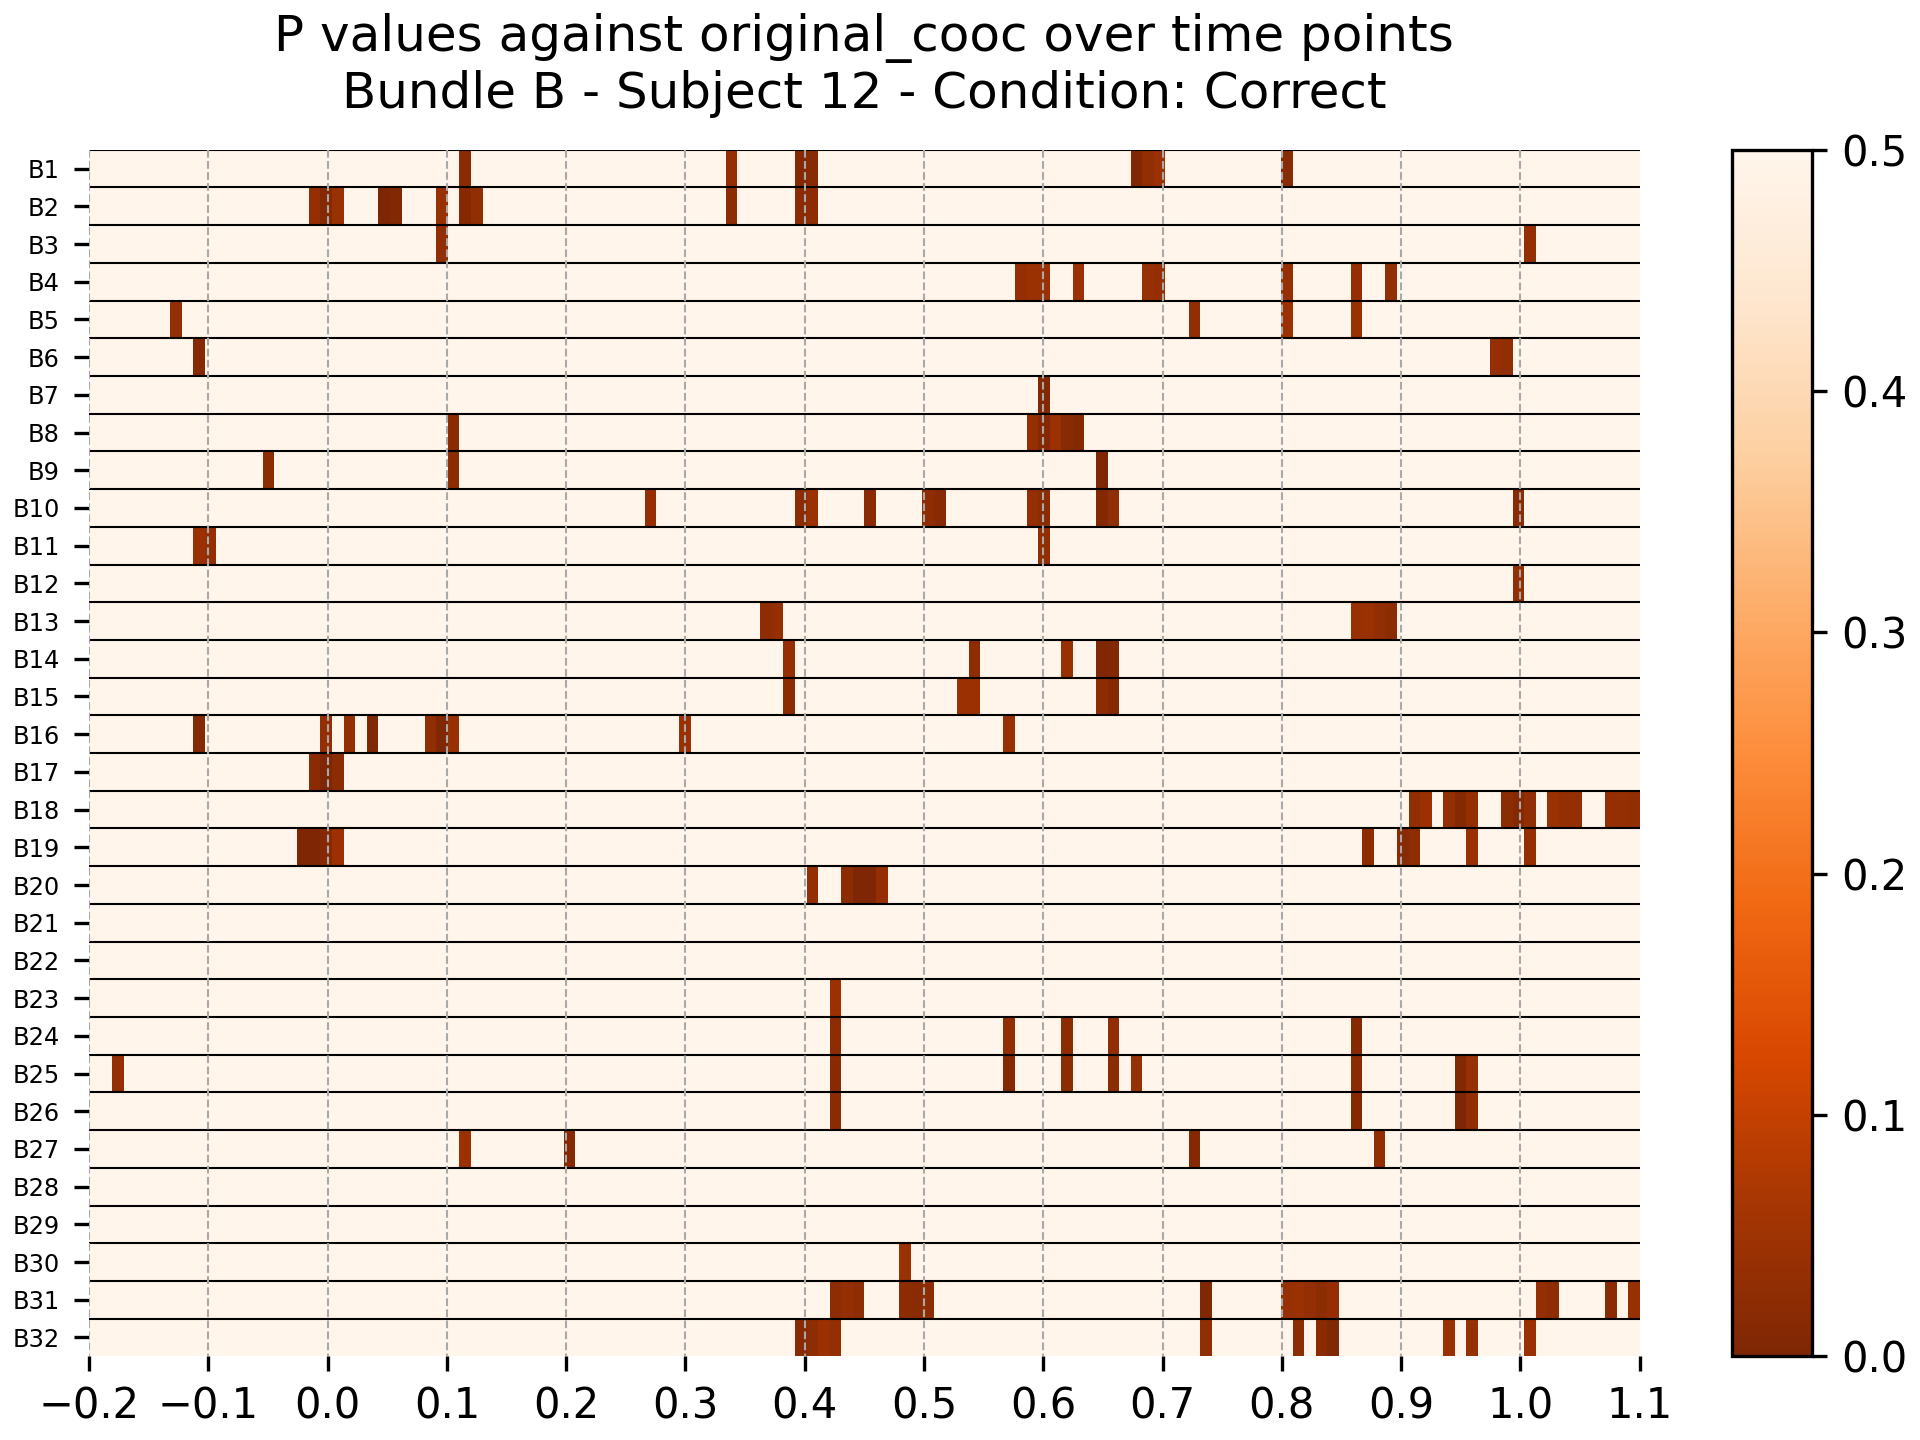 P values against original_cooc over time points
Bundle B - Subject 12 - Condition: Correct
B1
B2
B3
B4
B5
B6
B7
B8
B9
B10
B11
B12
B13
B14
B15
B16
B17
B18
B19
B20
B21
B22
B23
B24
B25
B26
B27
B28
B29
B30
B31
B32
−0.2 −0.1 0.0 0.1 0.2 0.3 0.4 0.5 0.6 0.7 0.8 0.9 1.0 1.1
0.5
0.4
0.3
0.2
0.1
0.0